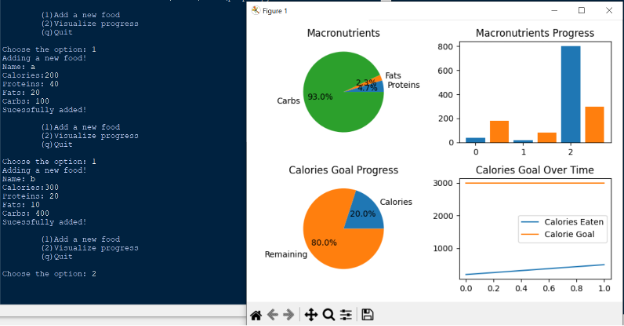 (1)Add a new food
(2)Visualize progress
(q)Quit
Choose the option: 1
Adding a new food!
Name: a
Calories:200
Proteins: 40
Fats: 20
Carbs: 100
Sucessfully added!
(1)Add a new food
(2)Visualize progress
(q)Quit
Choose the option: 1
Adding a new food!
Name: b
Calories:300
Proteins: 20
Fats: 10
Carbs: 400
Sucessfully added!
(1)Add a new food
(2)Visualize progress
(q)Quit
Choose the option: 2
Figure 1
Macronutrients
Fats
2.3%
Proteins
4.7%
93.0%
Carbs
Macronutrients Progress
800
600
400
200
0
0 1 2
Calories Goal Progress
Calories
20.0%
80.0%
Remaining
Calories Goal Over Time
3000
2000
1000
Calories Eaten
Calorie Goal
0.0 0.2 0.4 0.6 0.8 1.0